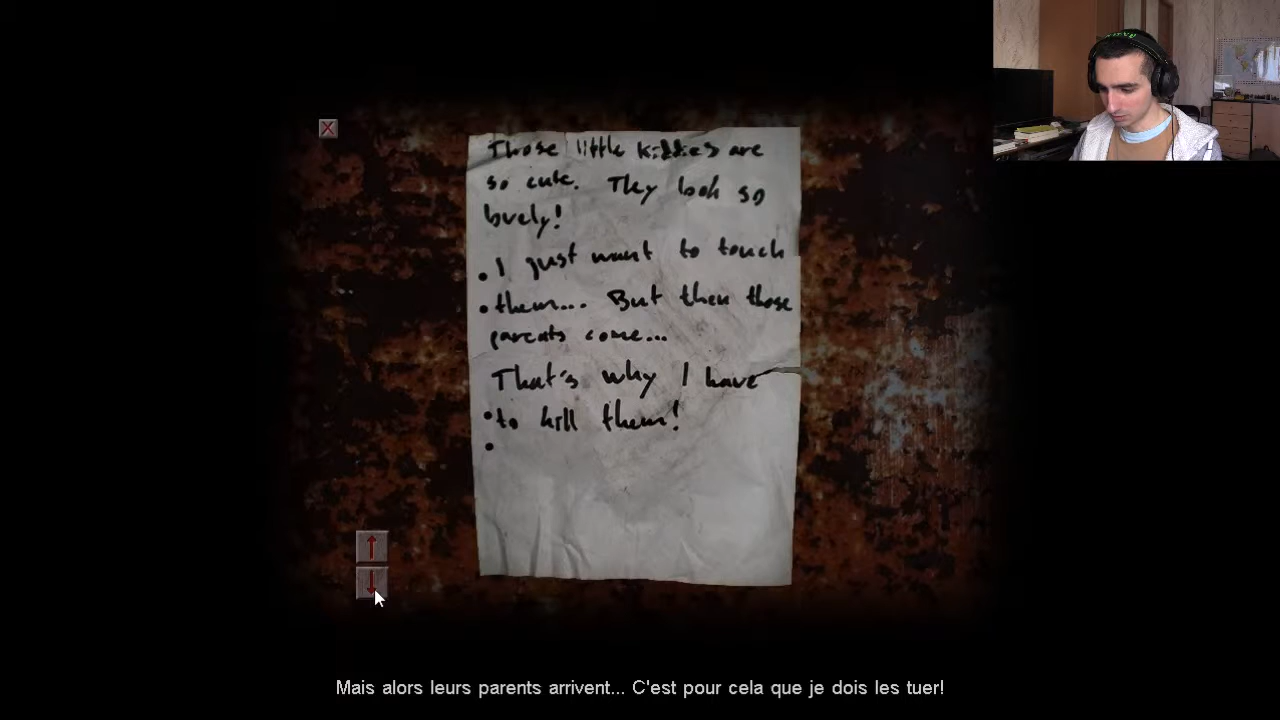 Those little kiddies are
so cute. They look so
lovely!
I just want to touch
them... But then those
parents come...
That's why I have
to kill them!
Mais alors leurs parents arrivent... C'est pour cela que je dois les tuer!